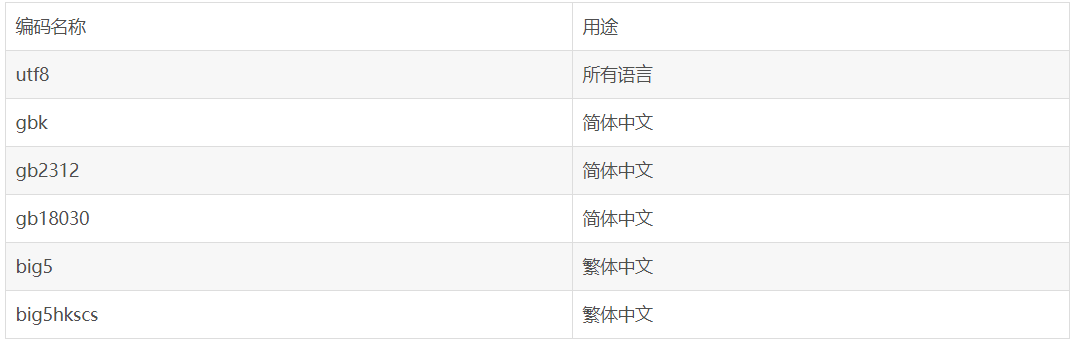 编码名称 用途
utf8 所有语言
gbk 简体中文
gb2312 简体中文
gb18030 简体中文
big5 繁体中文
big5hkscs 繁体中文